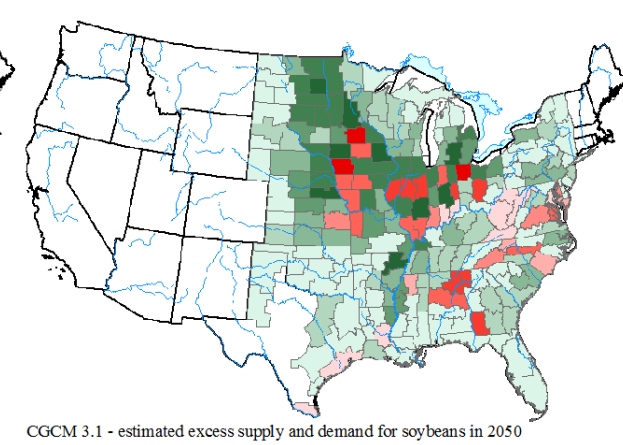 CGCM 3.1 - estimated excess supply and demand for soybeans in 2050